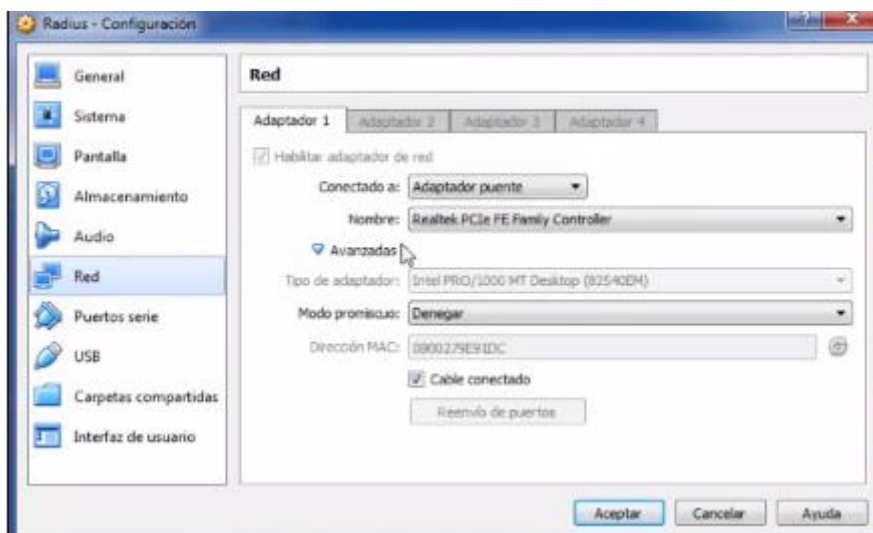 Radius - Configuración
General
Sistema
Pantalla
Almacenamiento
Audio
Red
Puertos serie
USB
Carpetas compartidas
Interfaz de usuario
Red
Adaptador 1 Adaptador 2 Adaptador 3 Adaptador 4
Habilitar adaptador de red
Conectado a: Adaptador puente
Nombre: Realtek PCIe FE Family Controller
Avanzadas
Tipo de adaptador: Intel PRO/1000 MT Desktop (82540EM)
Modo promiscuo: Denegar
Dirección MAC: 0800279E91DC
Cable conectado
Reenvío de puertos
Aceptar Cancelar Ayuda